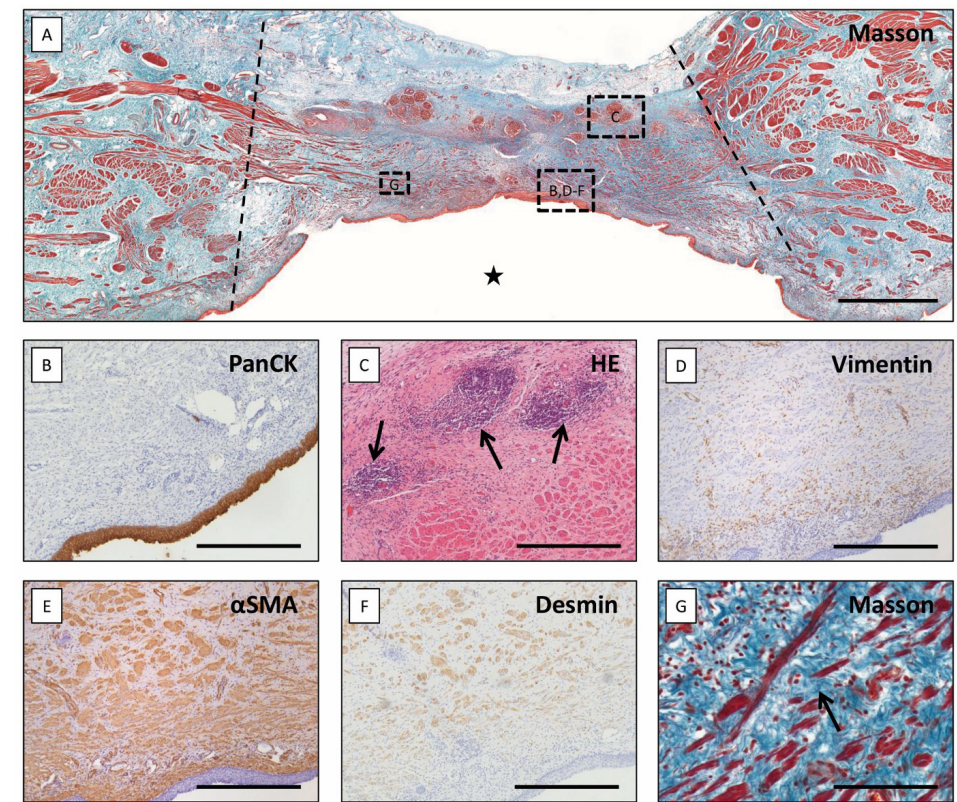 A
Masson
C
G
B,D-F
B
PanCK
C
HE
D
Vimentin
E
αSMA
F
Desmin
G
Masson